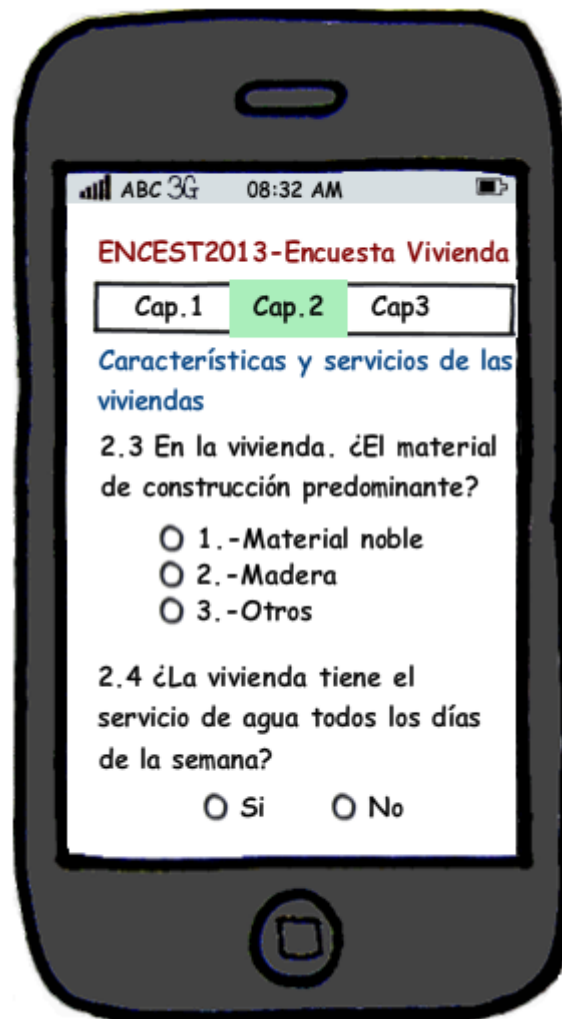 ABC 3G 08:32 AM
ENCEST2013-Encuesta Vivienda
Cap.1 Cap.2 Cap3
Características y servicios de las
viviendas
2.3 En la vivienda. ¿El material
de construcción predominante?
1.-Material noble
2.-Madera
3.-Otros
2.4 ¿La vivienda tiene el
servicio de agua todos los días
de la semana?
Si No